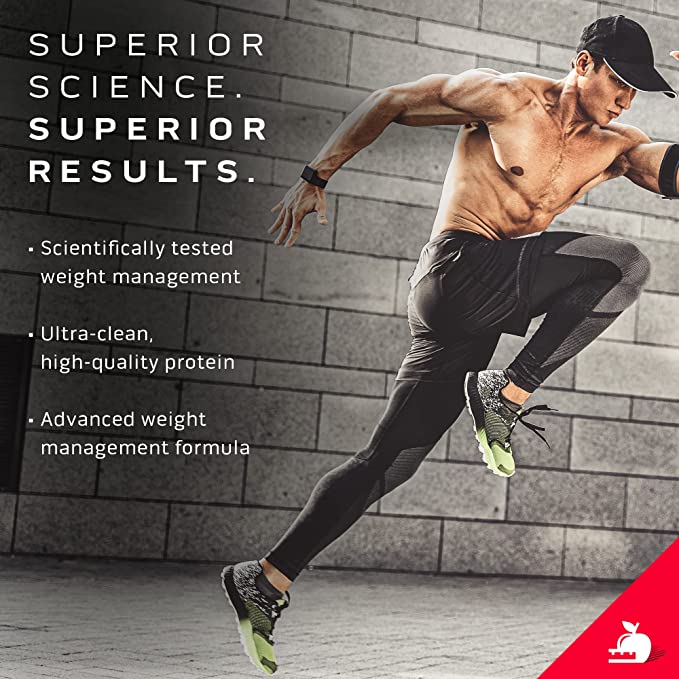 SUPERIOR
SCIENCE.
SUPERIOR
RESULTS.
• Scientifically tested
weight management
• Ultra-clean,
high-quality protein
• Advanced weight
management formula